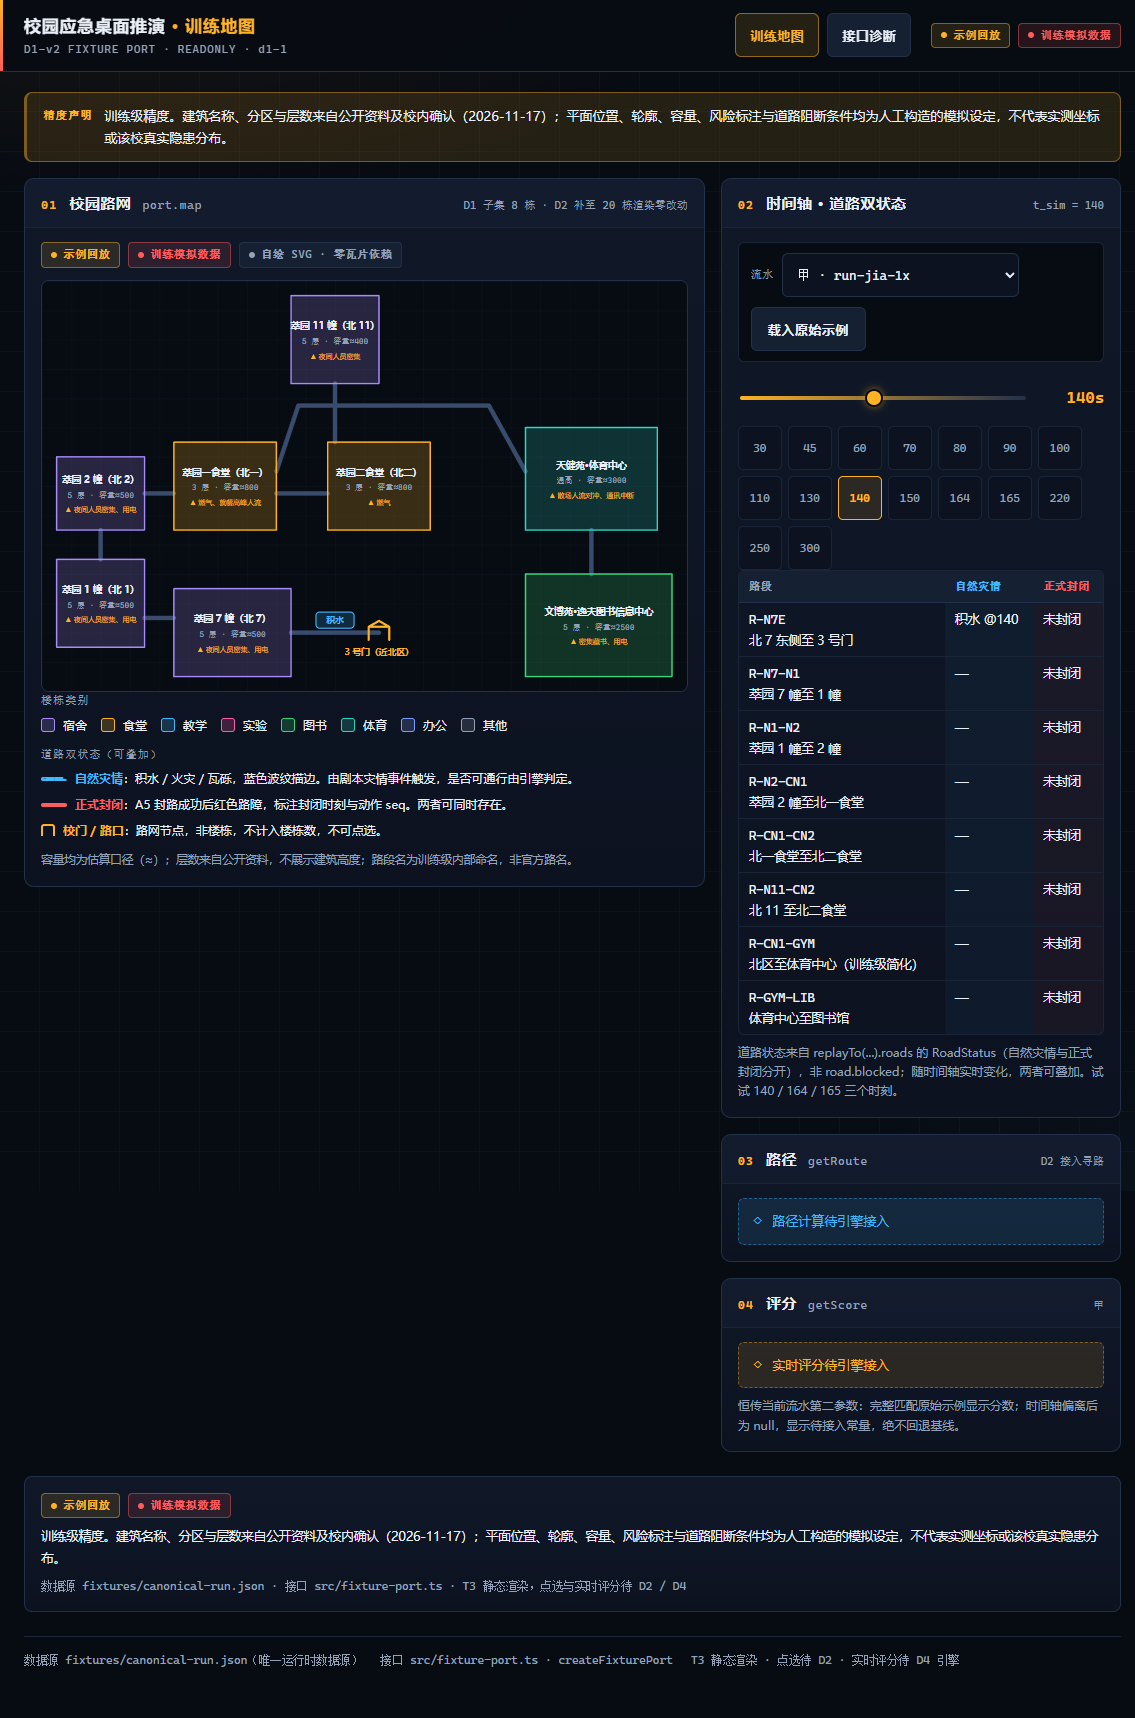 校园应急桌面推演 • 训练地图
D1-v2 FIXTURE PORT · READONLY · d1-1
训练地图
接口诊断
示例回放
训练模拟数据
精度声明
训练级精度。建筑名称、分区与层数来自公开资料及校内确认（2026-11-17）；平面位置、轮廓、容量、风险标注与道路阻断条件均为人工构造的模拟设定，不代表实测坐标
或该校真实隐患分布。
01 校园路网 port.map
D1 子集 8 栋 · D2 补至 20 栋渲染零改动
示例回放
训练模拟数据
自绘 SVG · 零瓦片依赖
萃园 11 幢（北 11）
5 层 · 容量≈400
▲ 夜间人员密集
萃园 2 幢（北 2）
5 层 · 容量≈500
▲ 夜间人员密集、用电
萃园一食堂（北一）
3 层 · 容量≈800
▲ 燃气、就餐高峰人流
萃园二食堂（北二）
3 层 · 容量≈800
▲ 燃气
天健苑•体育中心
通高 · 容量≈3000
▲ 散场人流对冲、通讯中断
萃园 1 幢（北 1）
5 层 · 容量≈500
▲ 夜间人员密集、用电
萃园 7 幢（北 7）
5 层 · 容量≈500
▲ 夜间人员密集、用电
积水
3 号门（近北区）
文博苑•逸夫图书信息中心
5 层 · 容量≈2500
▲ 密集藏书、用电
楼栋类别
宿舍
食堂
教学
实验
图书
体育
办公
其他
道路双状态（可叠加）
自然灾情：积水 / 火灾 / 瓦砾，蓝色波纹描边。由剧本灾情事件触发，是否可通行由引擎判定。
正式封闭：A5 封路成功后红色路障，标注封闭时刻与动作 seq。两者可同时存在。
校门 / 路口：路网节点，非楼栋，不计入楼栋数，不可点选。
容量均为估算口径（≈）；层数来自公开资料，不展示建筑高度；路段名为训练级内部命名，非官方路名。
02 时间轴 • 道路双状态
t_sim = 140
流水
甲 · run-jia-1x
载入原始示例
140s
30 45 60 70 80 90 100
110 130 140 150 164 165 220
250 300
路段 自然灾情 正式封闭
R-N7E 积水 @140 未封闭
北 7 东侧至 3 号门
R-N7-N1 — 未封闭
萃园 7 幢至 1 幢
R-N1-N2 — 未封闭
萃园 1 幢至 2 幢
R-N2-CN1 — 未封闭
萃园 2 幢至北一食堂
R-CN1-CN2 — 未封闭
北一食堂至北二食堂
R-N11-CN2 — 未封闭
北 11 至北二食堂
R-CN1-GYM — 未封闭
北区至体育中心（训练级简化）
R-GYM-LIB — 未封闭
体育中心至图书馆
道路状态来自 replayTo(...).roads 的 RoadStatus（自然灾情与正式
封闭分开），非 road.blocked；随时间轴实时变化，两者可叠加。试
试 140 / 164 / 165 三个时刻。
03 路径 getRoute
D2 接入寻路
◇ 路径计算待引擎接入
04 评分 getScore
甲
◇ 实时评分待引擎接入
恒传当前流水第二参数：完整匹配原始示例显示分数；时间轴偏离后
为 null，显示待接入常量，绝不回退基线。
示例回放
训练模拟数据
训练级精度。建筑名称、分区与层数来自公开资料及校内确认（2026-11-17）；平面位置、轮廓、容量、风险标注与道路阻断条件均为人工构造的模拟设定，不代表实测坐标或该校真实隐患分
布。
数据源 fixtures/canonical-run.json · 接口 src/fixture-port.ts · T3 静态渲染，点选与实时评分待 D2 / D4
数据源 fixtures/canonical-run.json（唯一运行时数据源） 接口 src/fixture-port.ts · createFixturePort T3 静态渲染 · 点选待 D2 · 实时评分待 D4 引擎